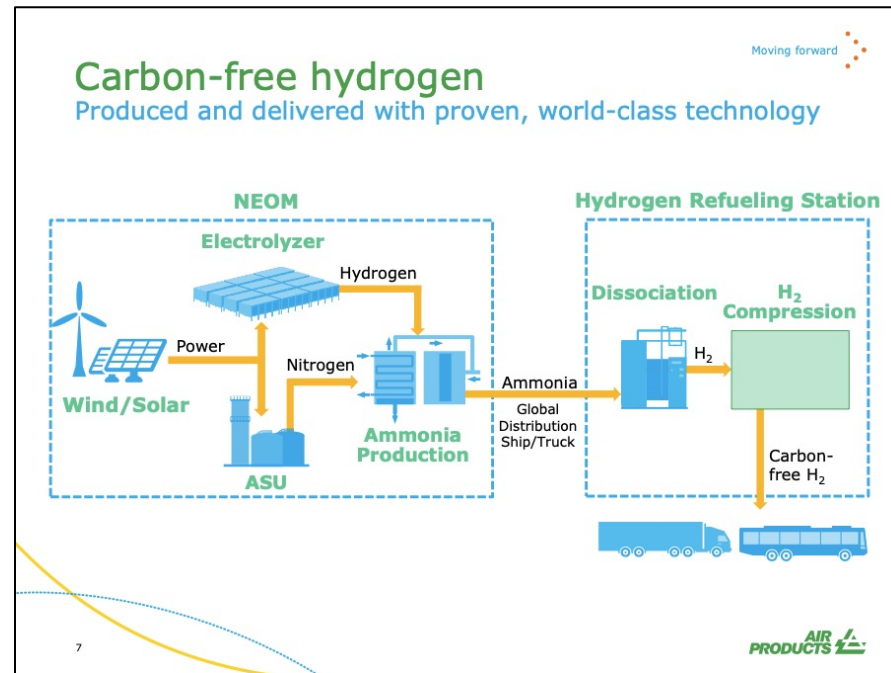 Moving forward
Carbon-free hydrogen
Produced and delivered with proven, world-class technology
NEOM
Electrolyzer
Hydrogen
Power
Nitrogen
Wind/Solar
ASU
Ammonia
Production
Ammonia
Global
Distribution
Ship/Truck
Hydrogen Refueling Station
Dissociation
H₂
H₂
Compression
Carbon-
free H₂
7
AIR
PRODUCTS